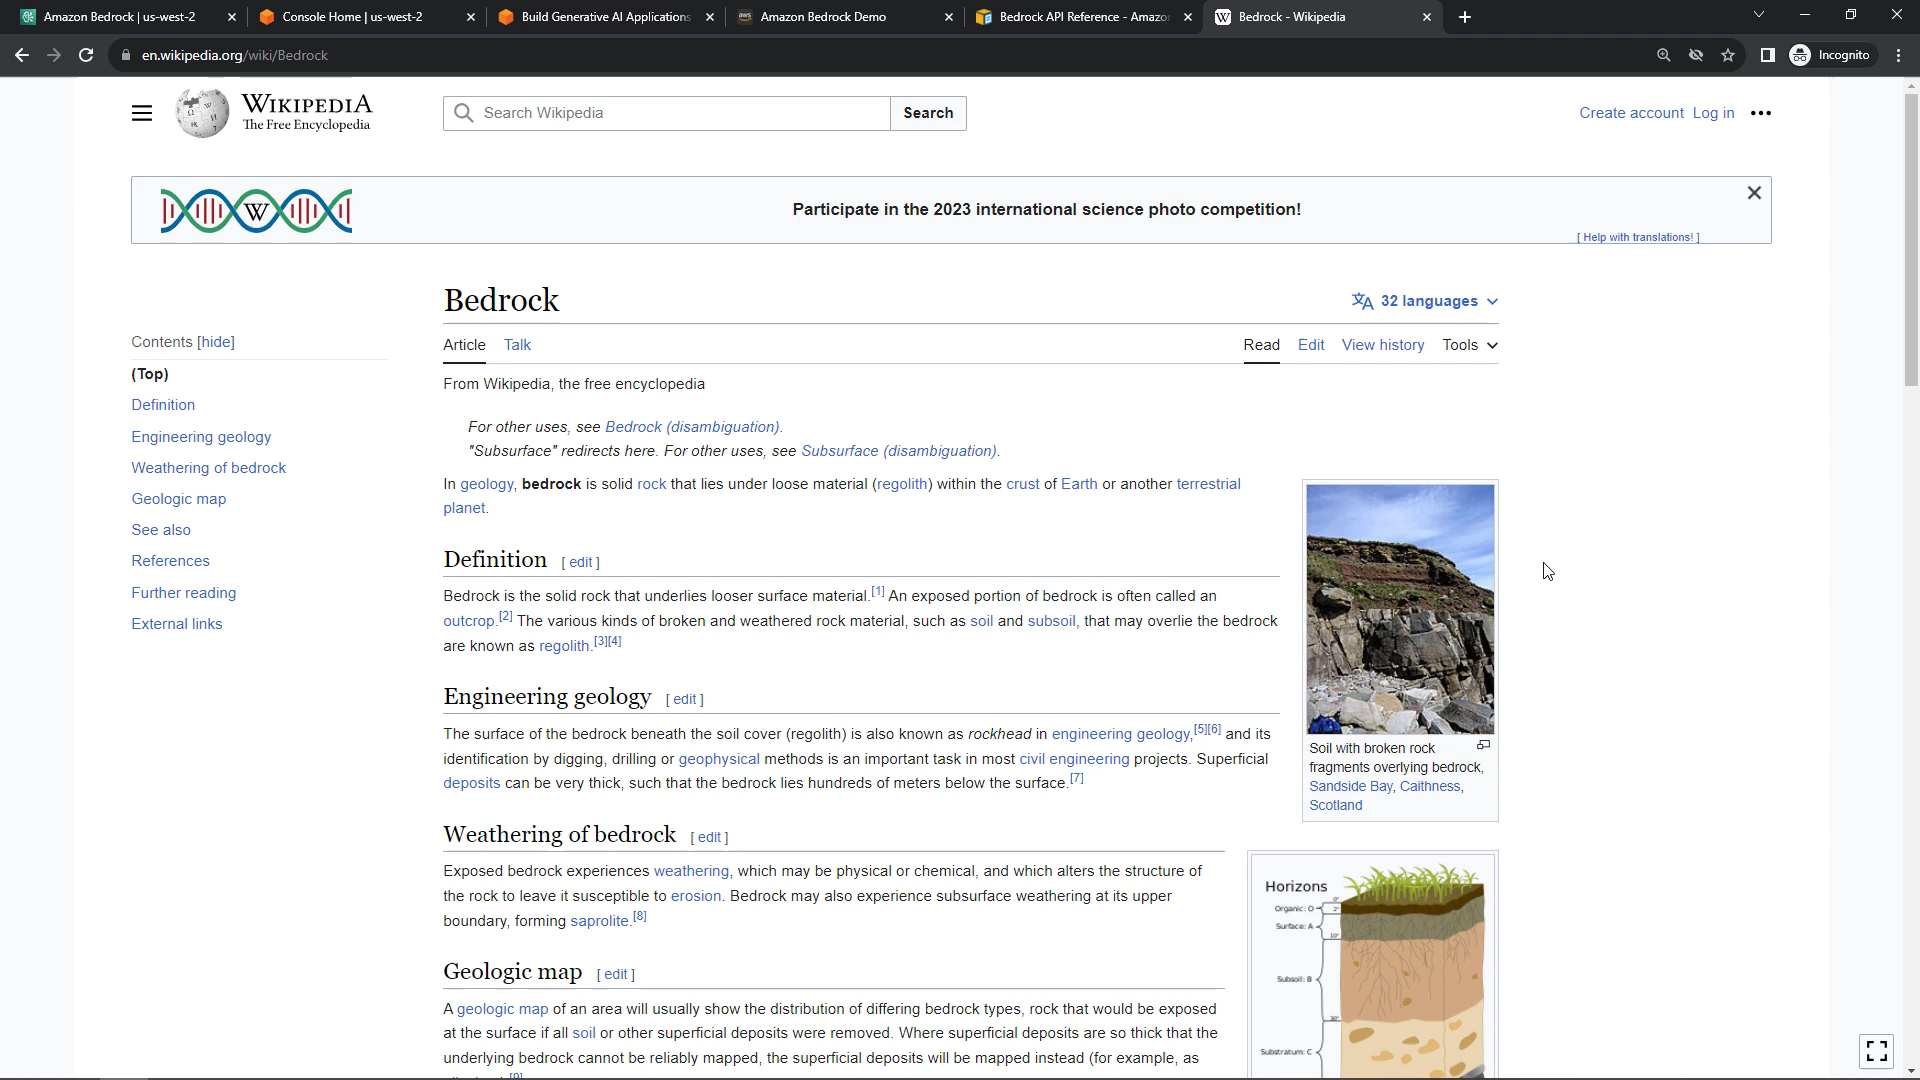 Amazon Bedrock | us-west-2
Console Home | us-west-2
Build Generative AI Applications
Amazon Bedrock Demo
Bedrock API Reference - Amazon
Bedrock - Wikipedia
en.wikipedia.org/wiki/Bedrock
Incognito
WIKIPEDIA
The Free Encyclopedia
Search Wikipedia
Search
Create account Log in
W
Participate in the 2023 international science photo competition!
[ Help with translations! ]
Bedrock
32 languages
Contents [hide]
(Top)
Definition
Engineering geology
Weathering of bedrock
Geologic map
See also
References
Further reading
External links
Article Talk
Read Edit View history Tools
From Wikipedia, the free encyclopedia
For other uses, see Bedrock (disambiguation).
"Subsurface" redirects here. For other uses, see Subsurface (disambiguation).
In geology, bedrock is solid rock that lies under loose material (regolith) within the crust of Earth or another terrestrial
planet.
Definition [ edit ]
Bedrock is the solid rock that underlies looser surface material.[1] An exposed portion of bedrock is often called an
outcrop.[2] The various kinds of broken and weathered rock material, such as soil and subsoil, that may overlie the bedrock
are known as regolith.[3][4]
Engineering geology [ edit ]
The surface of the bedrock beneath the soil cover (regolith) is also known as rockhead in engineering geology,[5][6] and its
identification by digging, drilling or geophysical methods is an important task in most civil engineering projects. Superficial
deposits can be very thick, such that the bedrock lies hundreds of meters below the surface.[7]
Weathering of bedrock [ edit ]
Exposed bedrock experiences weathering, which may be physical or chemical, and which alters the structure of
the rock to leave it susceptible to erosion. Bedrock may also experience subsurface weathering at its upper
boundary, forming saprolite.[8]
Geologic map [ edit ]
A geologic map of an area will usually show the distribution of differing bedrock types, rock that would be exposed
at the surface if all soil or other superficial deposits were removed. Where superficial deposits are so thick that the
underlying bedrock cannot be reliably mapped, the superficial deposits will be mapped instead (for example, as
Soil with broken rock
fragments overlying bedrock,
Sandside Bay, Caithness,
Scotland
Horizons
Organic: O
0"
2"
Surface: A
10"
Subsoil: B
30"
Substratum: C